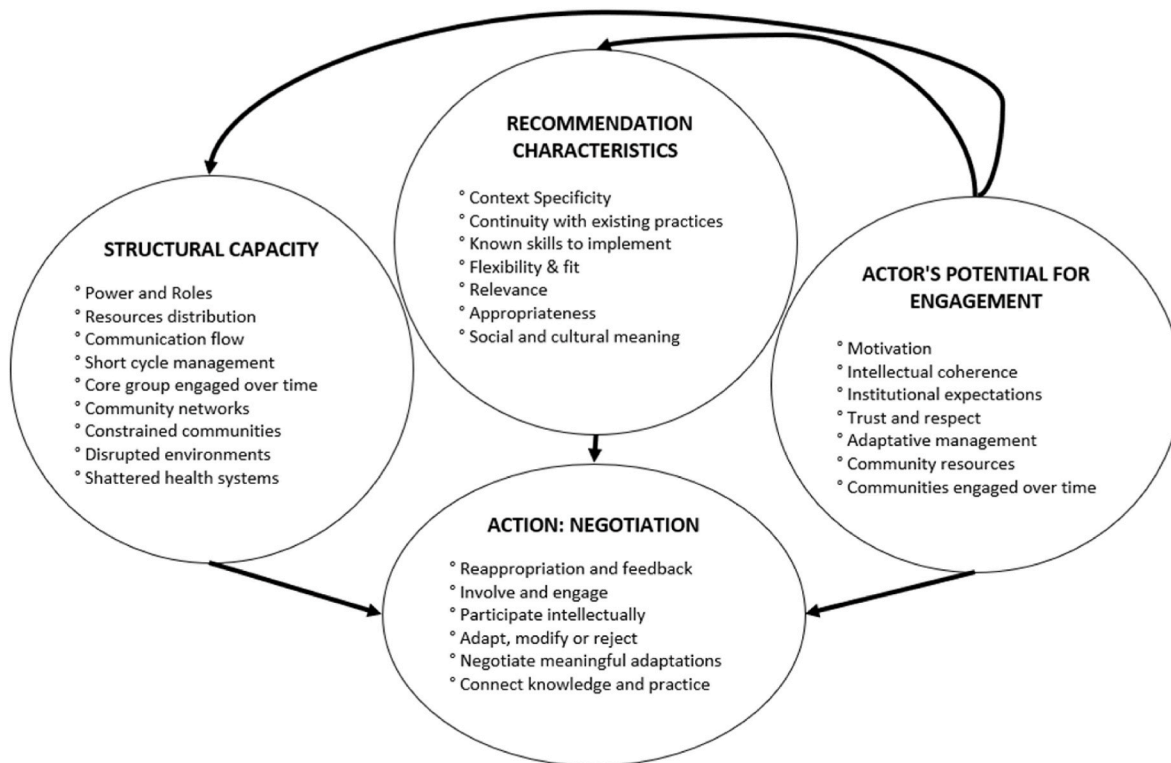 RECOMMENDATION
CHARACTERISTICS
° Context Specificity
° Continuity with existing practices
° Known skills to implement
° Flexibility & fit
° Relevance
° Appropriateness
° Social and cultural meaning
STRUCTURAL CAPACITY
° Power and Roles
° Resources distribution
° Communication flow
° Short cycle management
° Core group engaged over time
° Community networks
° Constrained communities
° Disrupted environments
° Shattered health systems
ACTOR'S POTENTIAL FOR
ENGAGEMENT
° Motivation
° Intellectual coherence
° Institutional expectations
° Trust and respect
° Adaptative management
° Community resources
° Communities engaged over time
ACTION: NEGOTIATION
° Reappropriation and feedback
° Involve and engage
° Participate intellectually
° Adapt, modify or reject
° Negotiate meaningful adaptations
° Connect knowledge and practice